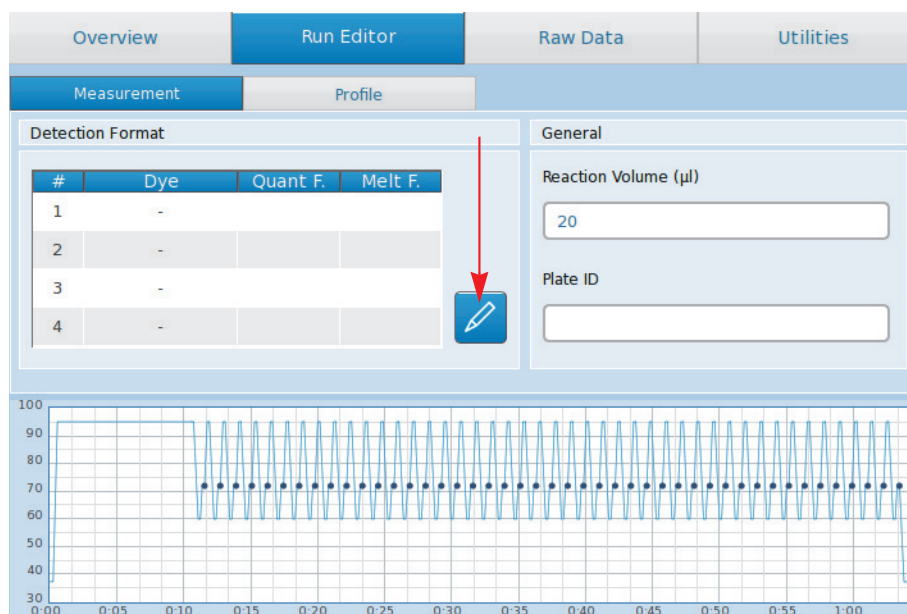 Overview Run Editor Raw Data Utilities
Measurement Profile
Detection Format General
# Dye Quant F. Melt F.
1 -
2 -
3 -
4 -
Reaction Volume (µl)
20
Plate ID
100
90
80
70
60
50
40
30
0:00 0:05 0:10 0:15 0:20 0:25 0:30 0:35 0:40 0:45 0:50 0:55 1:00